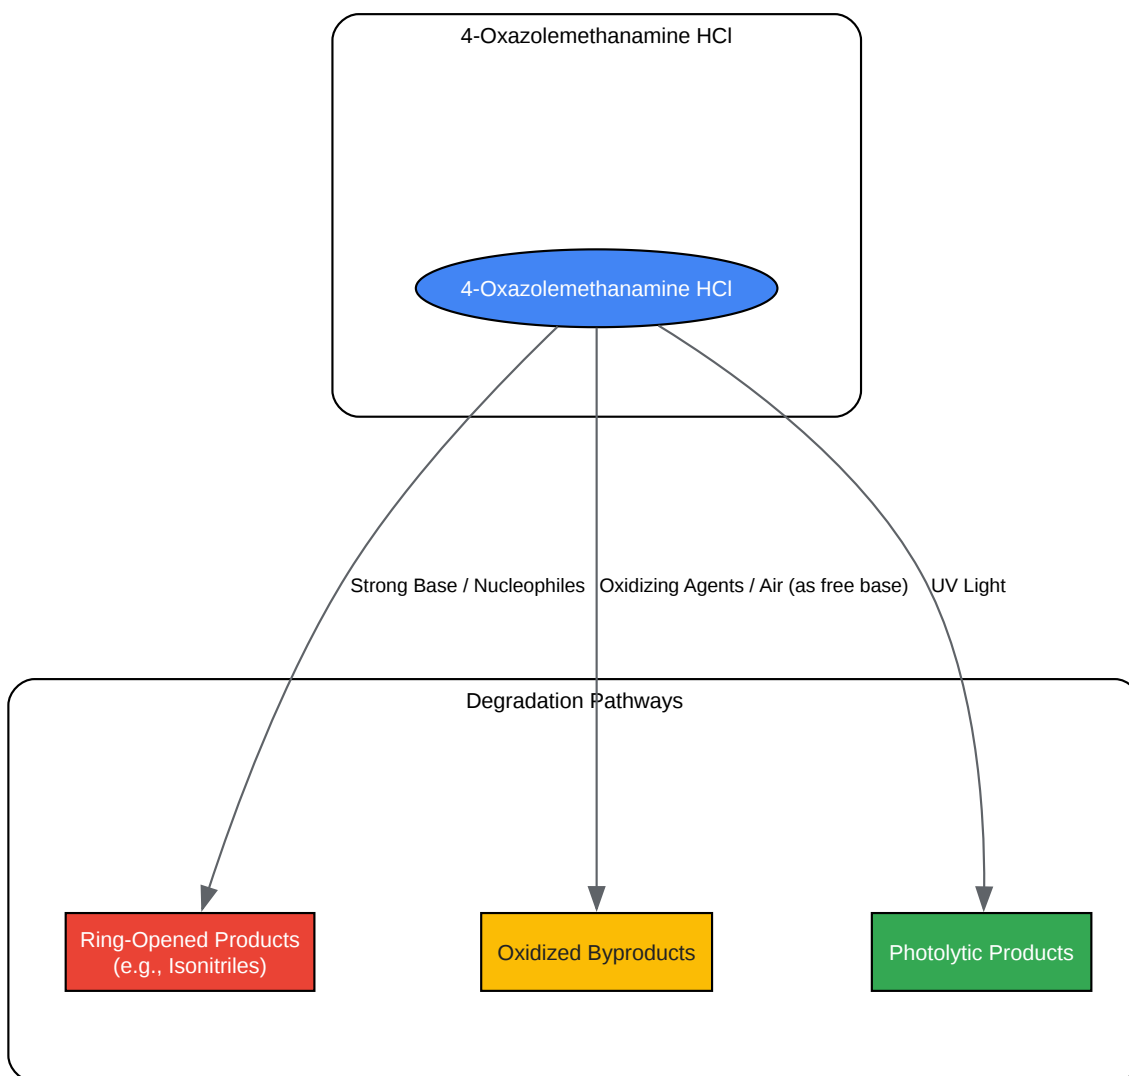 4-Oxazolemethanamine HCl
4-Oxazolemethanamine HCl
Strong Base / Nucleophiles
Oxidizing Agents / Air (as free base)
UV Light
Degradation Pathways
Ring-Opened Products
(e.g., Isonitriles)
Oxidized Byproducts
Photolytic Products